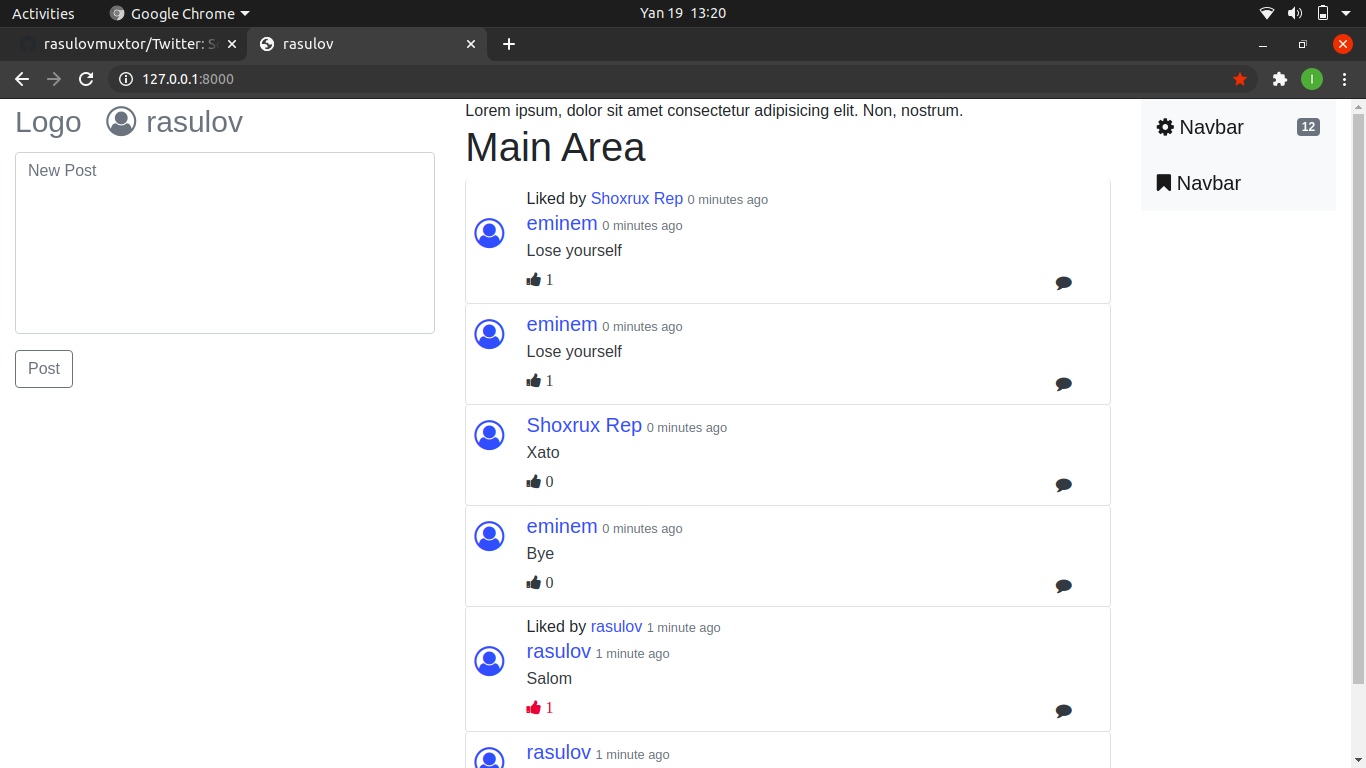 Activities Google Chrome Yan 19 13:20
rasulovmuxtor/Twitter: S rasulov
127.0.0.1:8000 I
Logo rasulov
New Post
Post
Lorem ipsum, dolor sit amet consectetur adipisicing elit. Non, nostrum.
Main Area
Liked by Shoxrux Rep 0 minutes ago
eminem 0 minutes ago
Lose yourself
1
eminem 0 minutes ago
Lose yourself
1
Shoxrux Rep 0 minutes ago
Xato
0
eminem 0 minutes ago
Bye
0
Liked by rasulov 1 minute ago
rasulov 1 minute ago
Salom
1
rasulov 1 minute ago
Navbar 12
Navbar